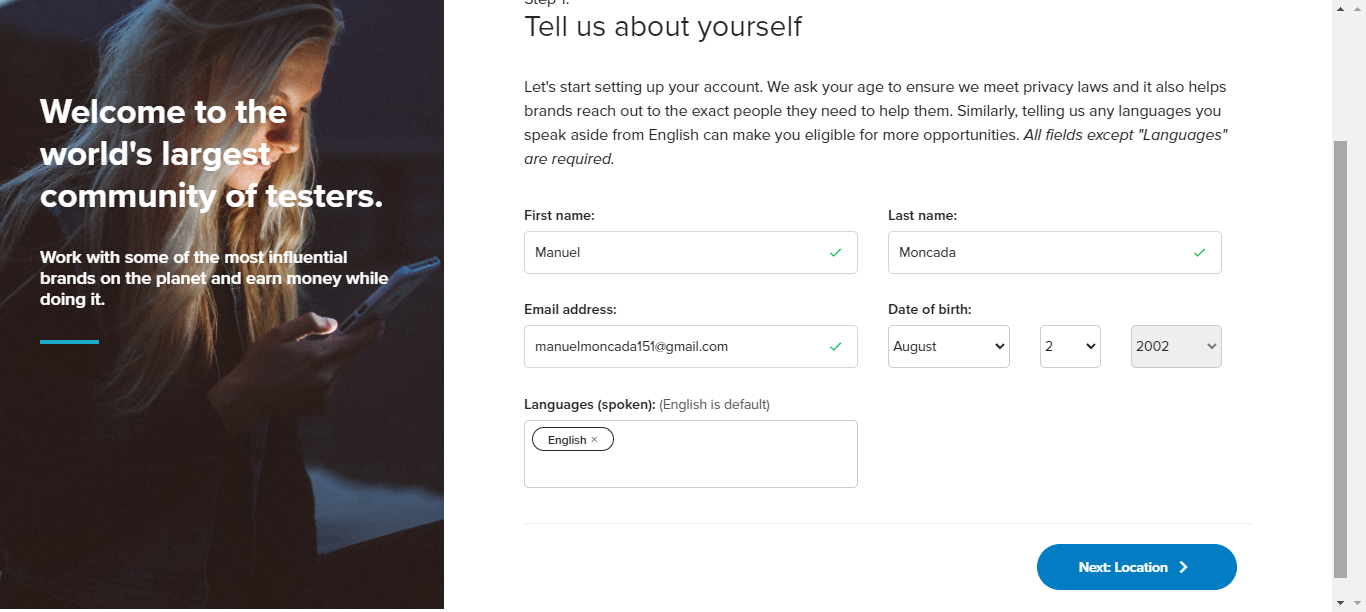 Welcome to the
world's largest
community of testers.
Work with some of the most influential
brands on the planet and earn money while
doing it.
Step 1:
Tell us about yourself
Let's start setting up your account. We ask your age to ensure we meet privacy laws and it also helps
brands reach out to the exact people they need to help them. Similarly, telling us any languages you
speak aside from English can make you eligible for more opportunities. All fields except "Languages"
are required.
First name: Last name:
Manuel Moncada
Email address: Date of birth:
manuelmoncada151@gmail.com August 2 2002
Languages (spoken): (English is default)
English ×
Next: Location